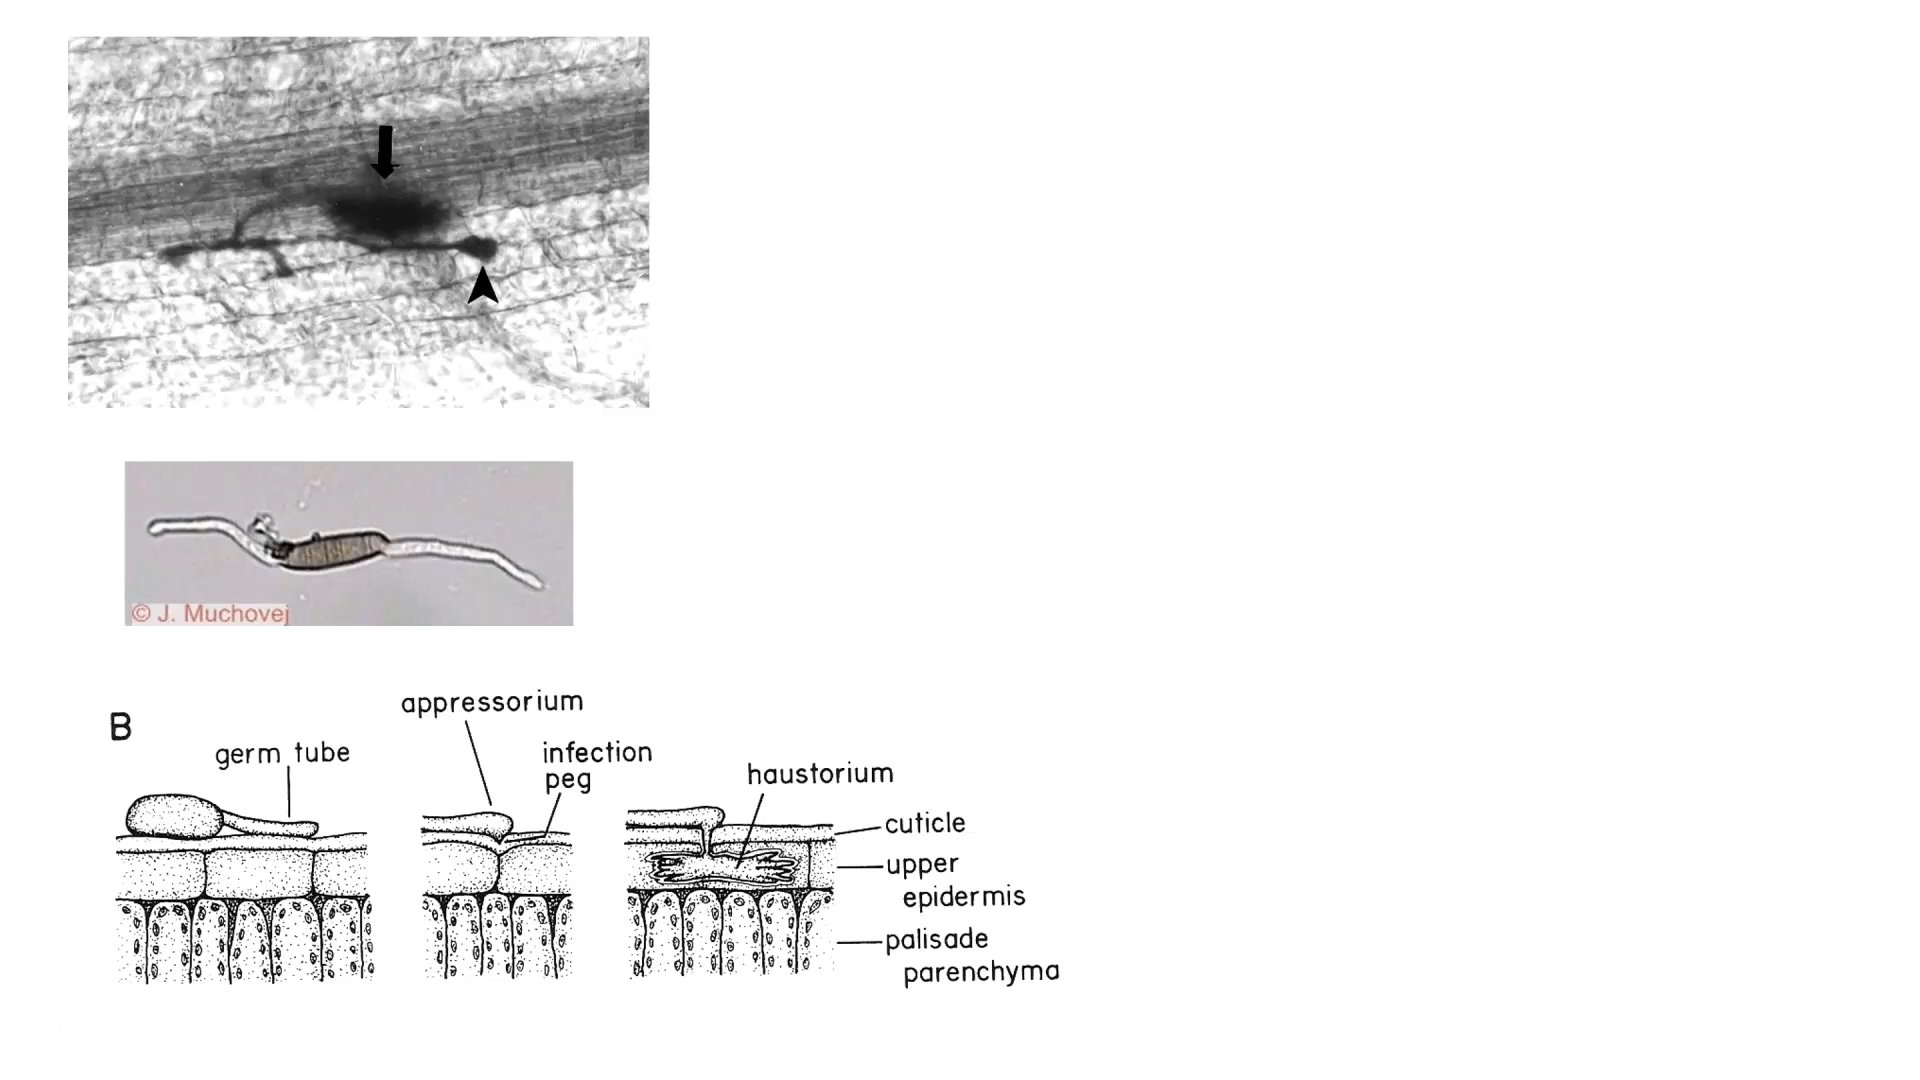 © J. Muchovej
B
appressorium
germ tube
infection
peg
haustorium
cuticle
upper
epidermis
palisade
parenchyma